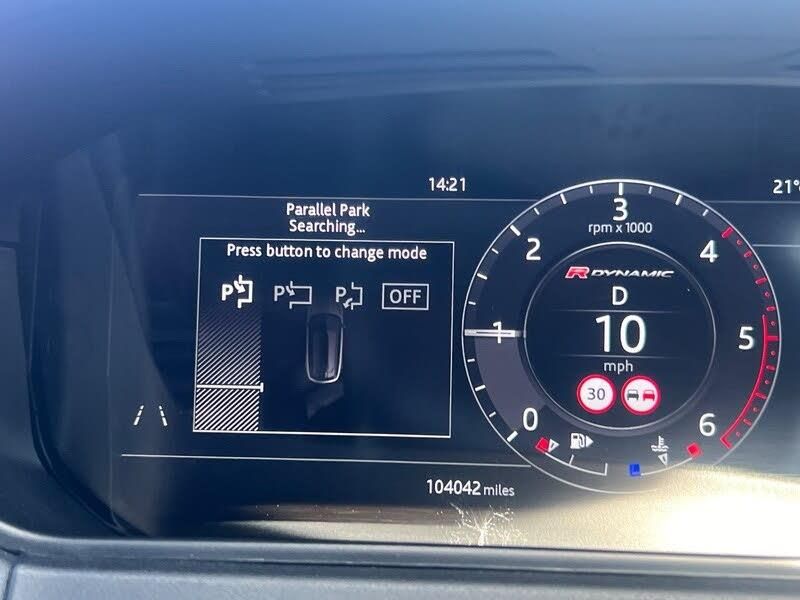 14:21
21°
Parallel Park
Searching...
Press button to change mode
P P P OFF
0 1 2 3 4 5 6
rpm x 1000
R DYNAMIC
D
10
mph
30
104042 miles